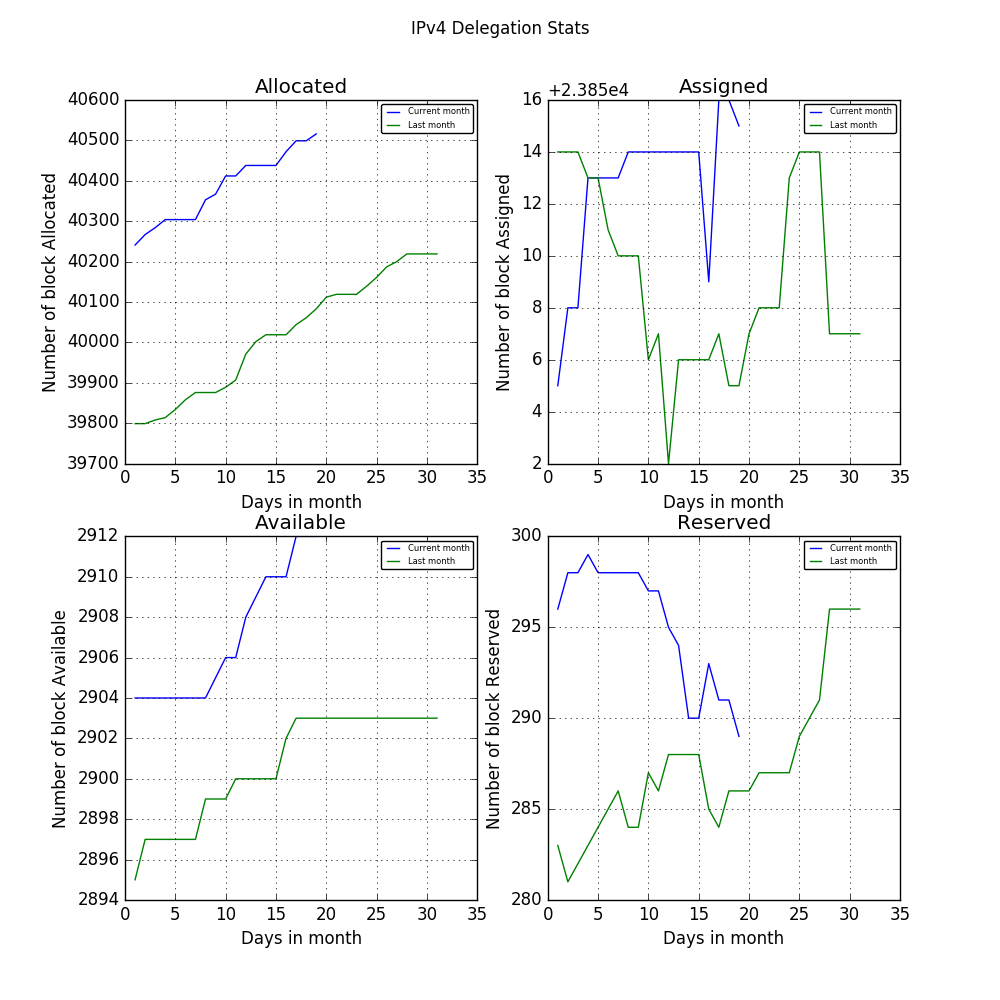 IPv4 Delegation Stats
Allocated
Number of block Allocated
40600
40500
40400
40300
40200
40100
40000
39900
39800
39700
0 5 10 15 20 25 30 35
Days in month
Current month
Last month
Assigned
+2.385e4
Number of block Assigned
16
14
12
10
8
6
4
2
0 5 10 15 20 25 30 35
Days in month
Current month
Last month
Available
Number of block Available
2912
2910
2908
2906
2904
2902
2900
2898
2896
2894
0 5 10 15 20 25 30 35
Days in month
Current month
Last month
Reserved
Number of block Reserved
300
295
290
285
280
0 5 10 15 20 25 30 35
Days in month
Current month
Last month